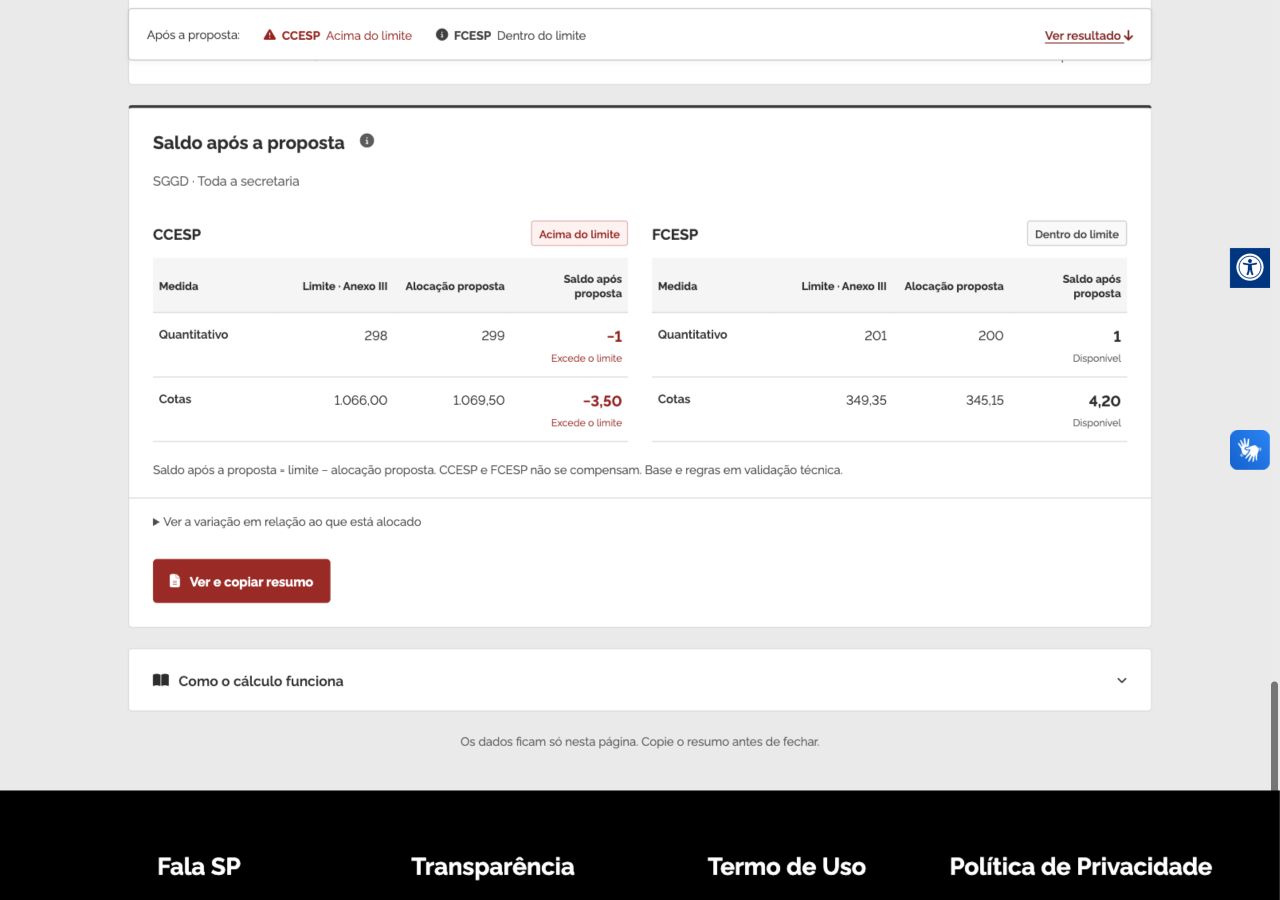 Após a proposta:
CCESP Acima do limite
FCESP Dentro do limite
Ver resultado
Saldo após a proposta
SGGD · Toda a secretaria
CCESP
Acima do limite
Medida Limite · Anexo III Alocação proposta Saldo após proposta
Quantitativo 298 299 −1
Excede o limite
Cotas 1.066,00 1.069,50 −3,50
Excede o limite
FCESP
Dentro do limite
Medida Limite · Anexo III Alocação proposta Saldo após proposta
Quantitativo 201 200 1
Disponível
Cotas 349,35 345,15 4,20
Disponível
Saldo após a proposta = limite − alocação proposta. CCESP e FCESP não se compensam. Base e regras em validação técnica.
Ver a variação em relação ao que está alocado
Ver e copiar resumo
Como o cálculo funciona
Os dados ficam só nesta página. Copie o resumo antes de fechar.
Fala SP
Transparência
Termo de Uso
Política de Privacidade